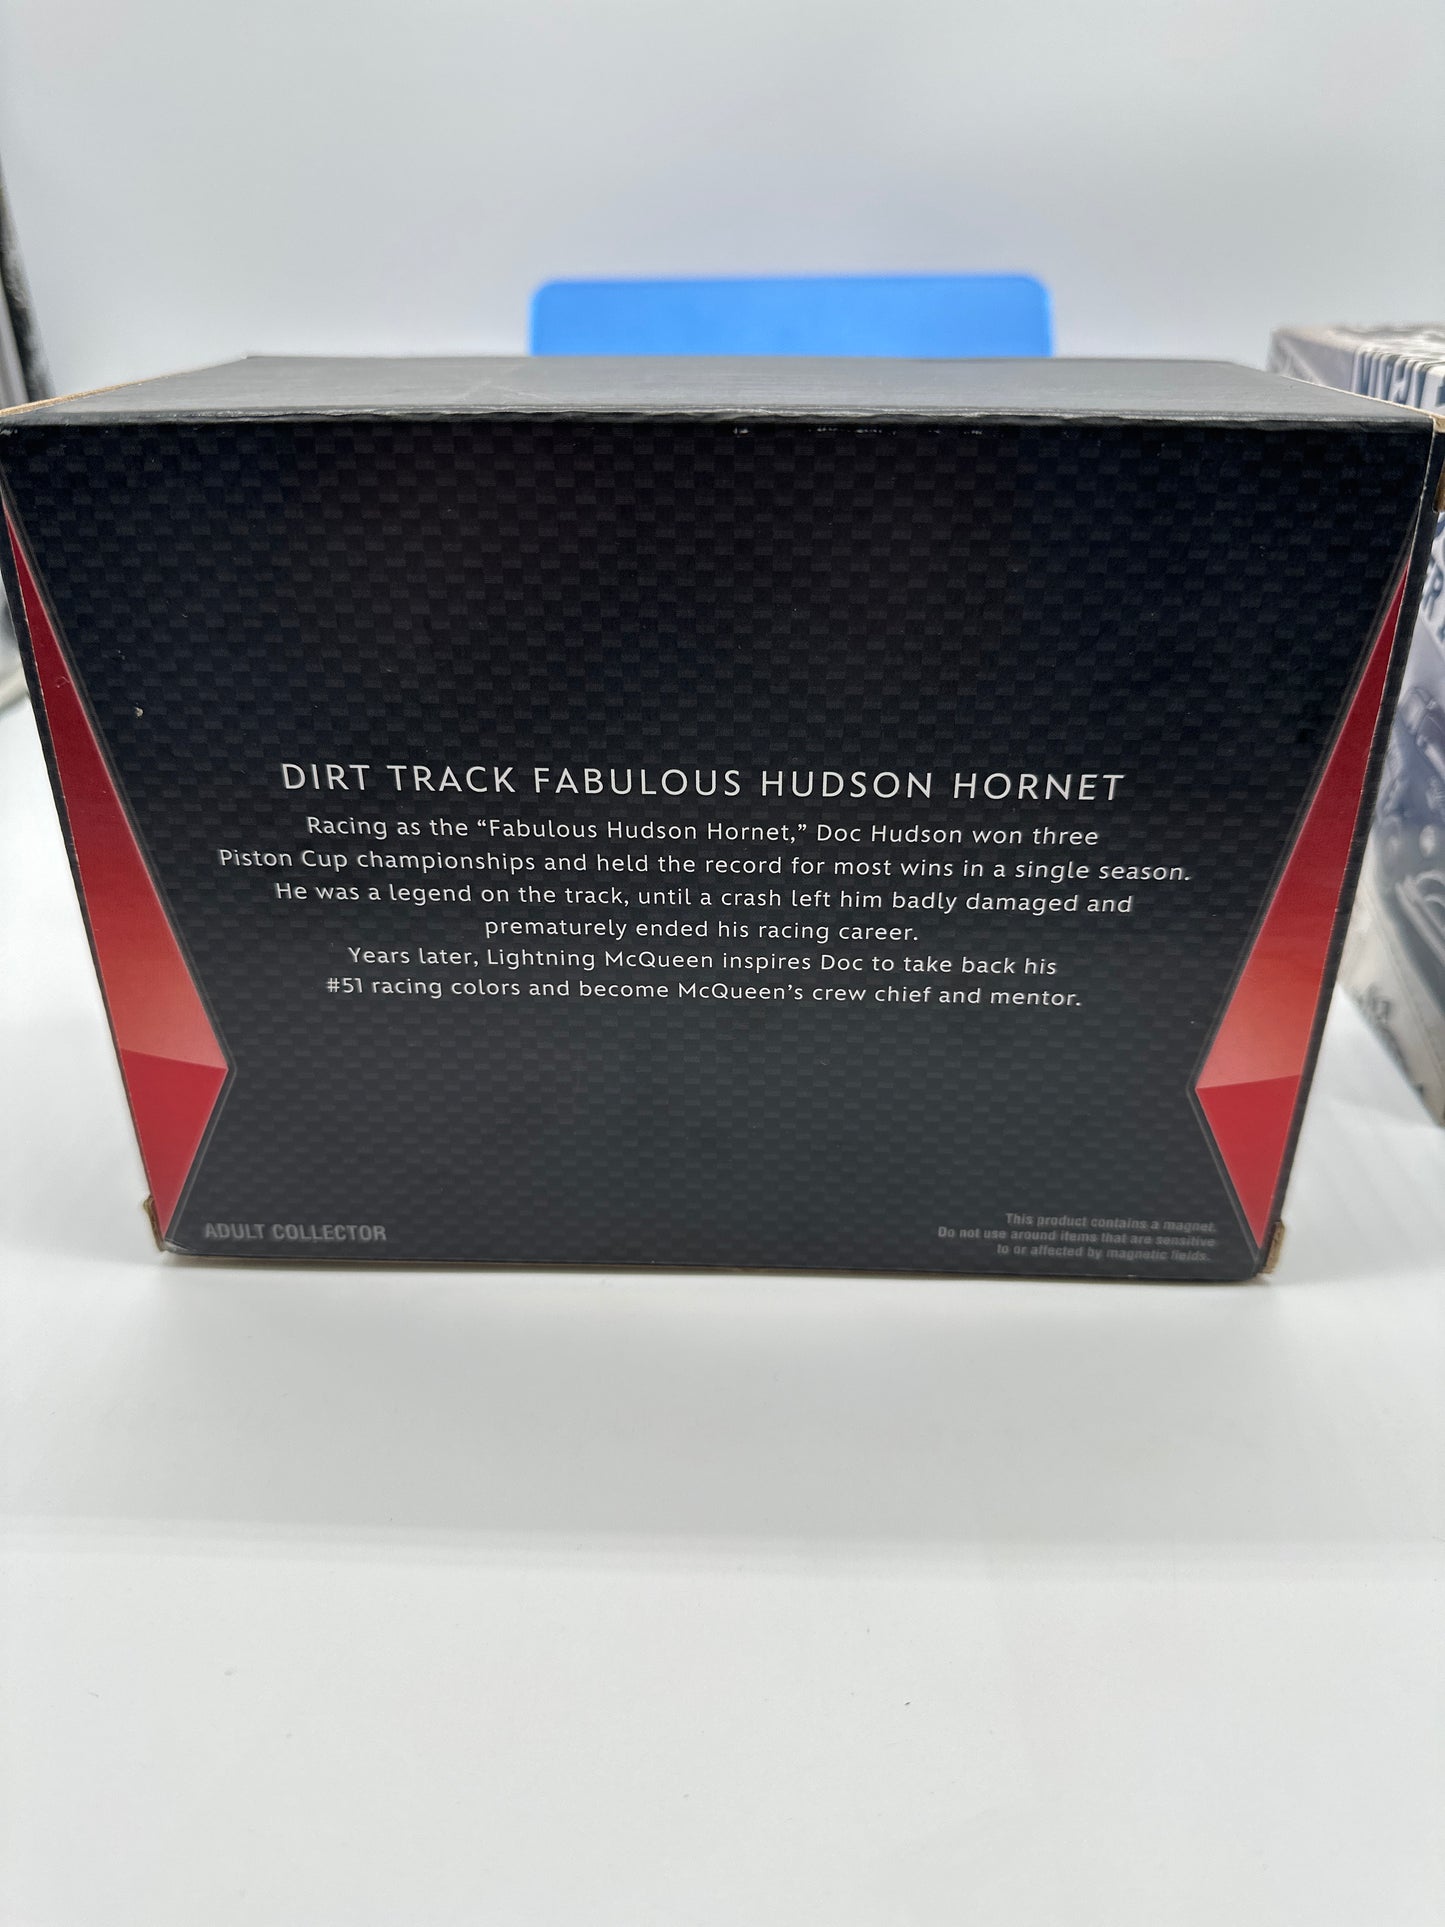 DIRT TRACK FABULOUS HUDSON HORNET
Racing as the “Fabulous Hudson Hornet,” Doc Hudson won three
Piston Cup championships and held the record for most wins in a single season.
He was a legend on the track, until a crash left him badly damaged and
prematurely ended his racing career.
Years later, Lightning McQueen inspires Doc to take back his
#51 racing colors and become McQueen’s crew chief and mentor.
ADULT COLLECTOR
This product contains a magnet.
Do not use around items that are sensitive
to or affected by magnetic fields.